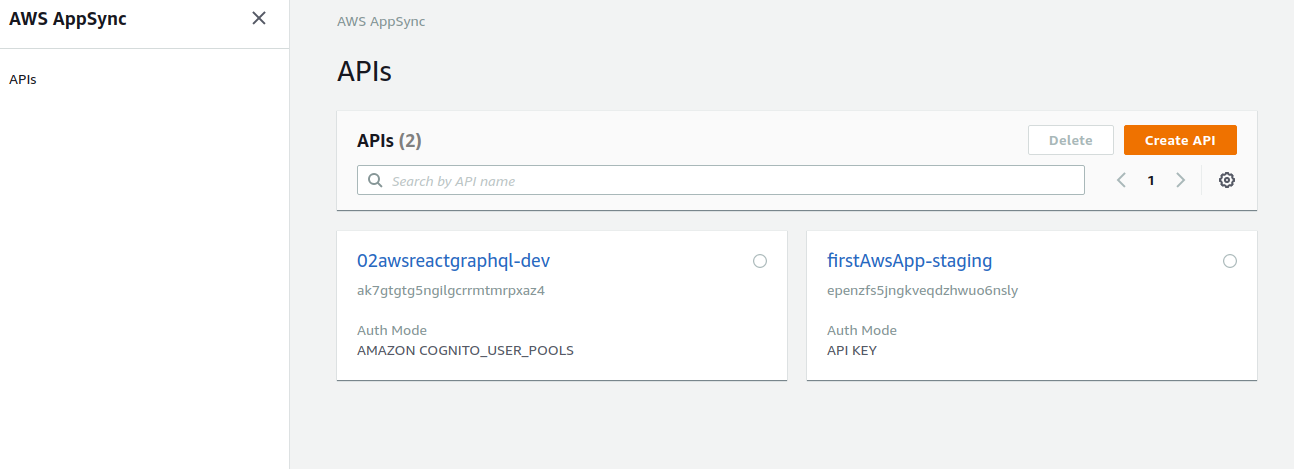 AWS AppSync
APIs
AWS AppSync
APIs
APIs (2)
Delete
Create API
Search by API name
1
02awsreactgraphql-dev
ak7gtgtg5ngilgcrrmtmrpxaz4
Auth Mode
AMAZON COGNITO_USER_POOLS
firstAwsApp-staging
epenzfs5jngkveqdzhwuo6nsly
Auth Mode
API KEY